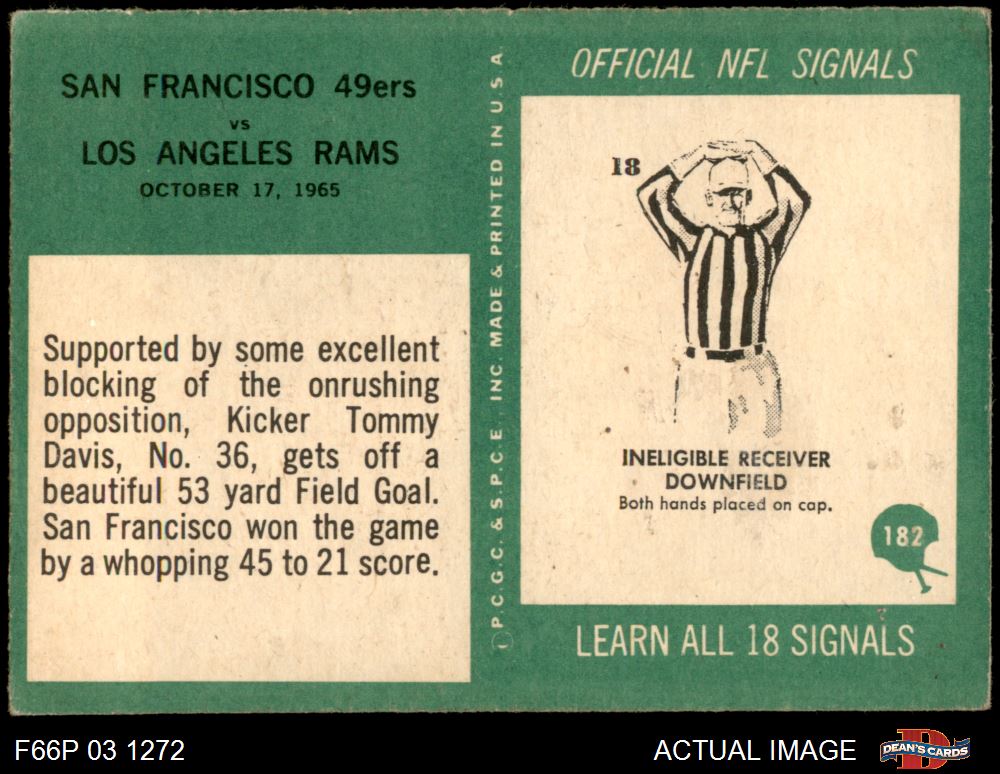 SAN FRANCISCO 49ers
vs
LOS ANGELES RAMS
OCTOBER 17, 1965
Supported by some excellent
blocking of the onrushing
opposition, Kicker Tommy
Davis, No. 36, gets off a
beautiful 53 yard Field Goal.
San Francisco won the game
by a whopping 45 to 21 score.
P.C.G.C. & S.P.C.E., INC. MADE & PRINTED IN U S A.
OFFICIAL NFL SIGNALS
18
INELIGIBLE RECEIVER
DOWNFIELD
Both hands placed on cap.
182
LEARN ALL 18 SIGNALS
F66P 03 1272
ACTUAL IMAGE
D
DEAN'S CARDS